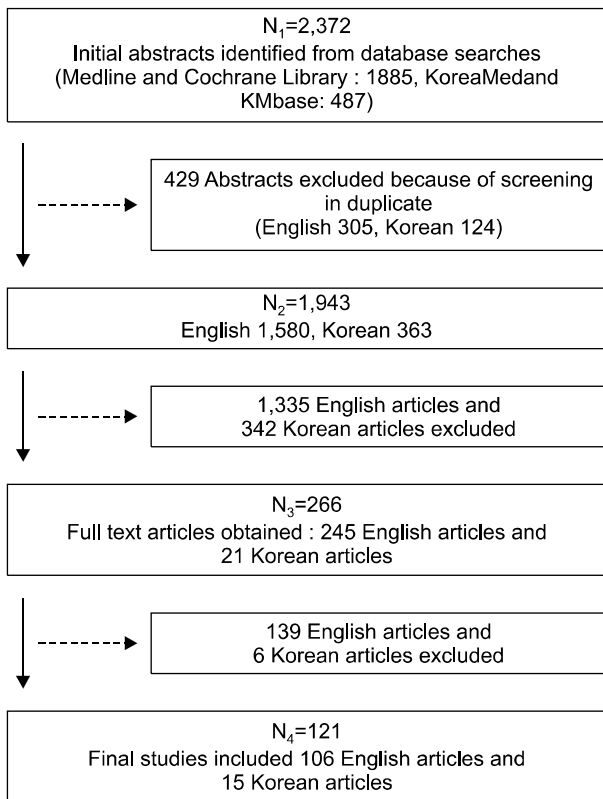 N₁=2,372
Initial abstracts identified from database searches
(Medline and Cochrane Library : 1885, KoreaMedand
KMbase: 487)
429 Abstracts excluded because of screening
in duplicate
(English 305, Korean 124)
N₂=1,943
English 1,580, Korean 363
1,335 English articles and
342 Korean articles excluded
N₃=266
Full text articles obtained : 245 English articles and
21 Korean articles
139 English articles and
6 Korean articles excluded
N₄=121
Final studies included 106 English articles and
15 Korean articles